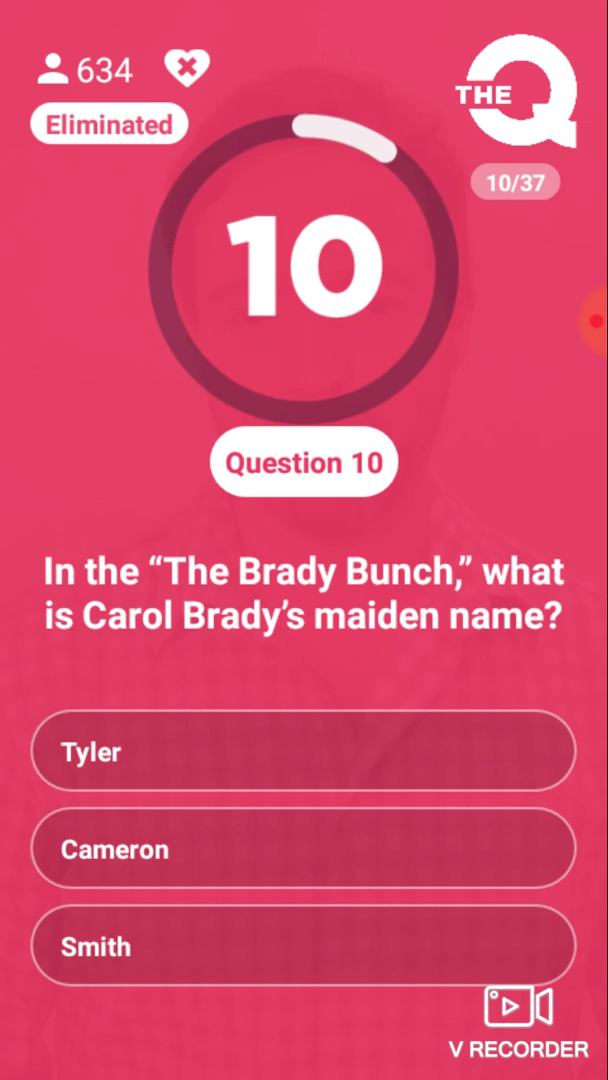 634
THE Q
Eliminated
10/37
10
Question 10
In the “The Brady Bunch,” what
is Carol Brady’s maiden name?
Tyler
Cameron
Smith
V RECORDER